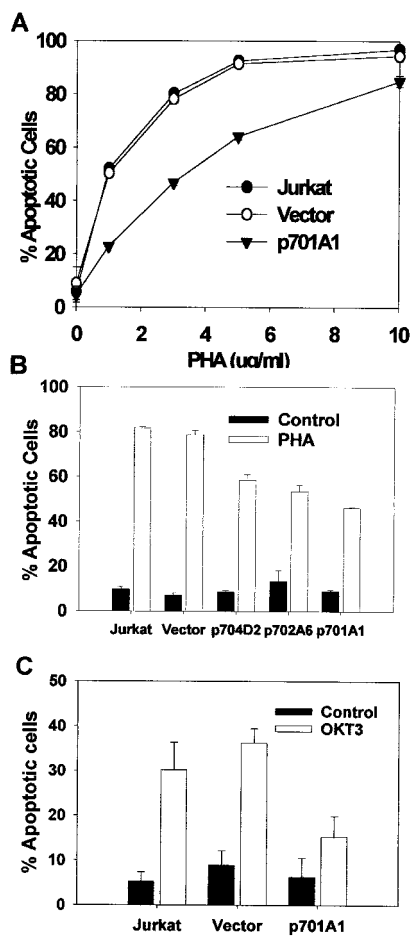 A
% Apoptotic Cells
100
80
60
40
20
0
Jurkat
Vector
p701A1
0 2 4 6 8 10
PHA (ug/ml)
B
% Apoptotic Cells
100
80
60
40
20
0
Control
PHA
Jurkat Vector p704D2 p702A6 p701A1
C
% Apoptotic cells
50
40
30
20
10
0
Control
OKT3
Jurkat Vector p701A1